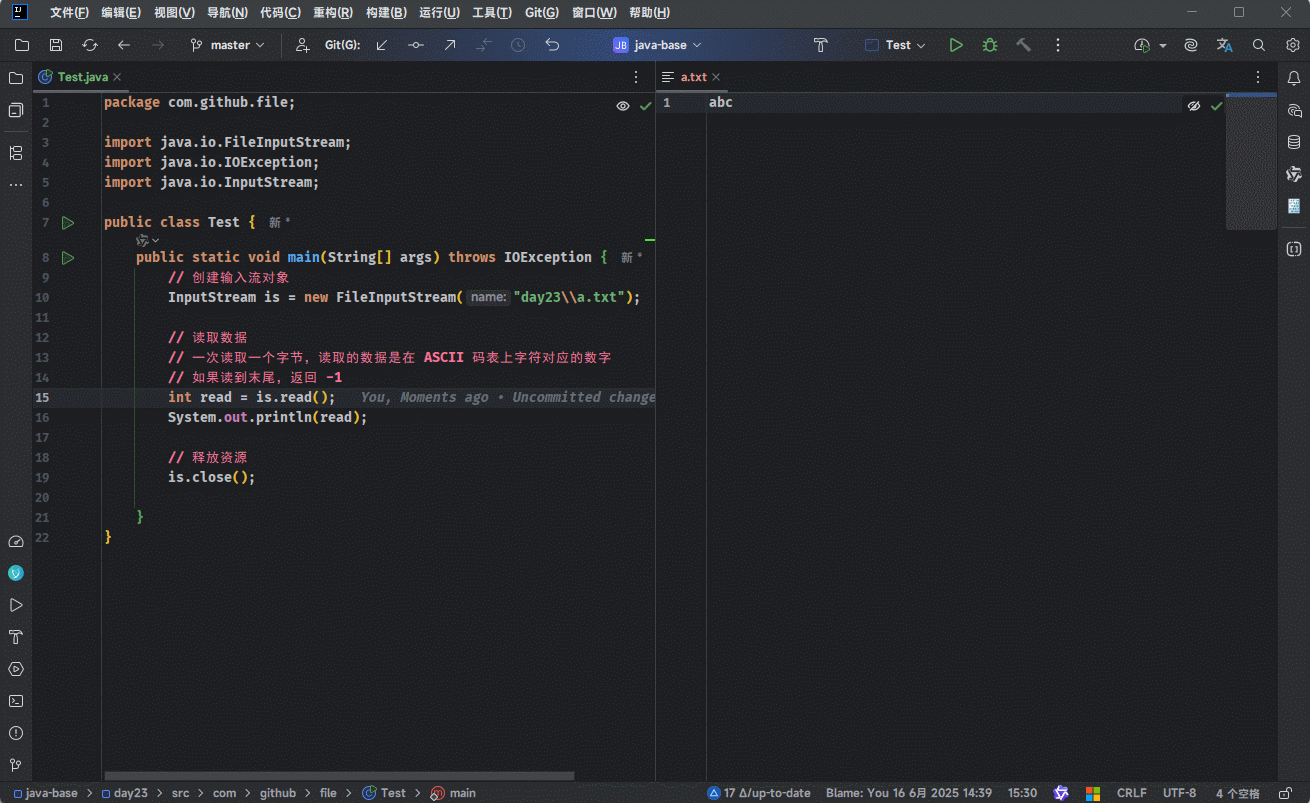 文件(F) 编辑(E) 视图(V) 导航(N) 代码(C) 重构(R) 构建(B) 运行(U) 工具(T) Git(G) 窗口(W) 帮助(H)
master Git(G): JB java-base Test
Test.java
a.txt
1 package com.github.file;
2
3 import java.io.FileInputStream;
4 import java.io.IOException;
5 import java.io.InputStream;
6
7 public class Test { 新 *
8 public static void main(String[] args) throws IOException { 新 *
9 // 创建输入流对象
10 InputStream is = new FileInputStream( name: "day23\\a.txt");
11
12 // 读取数据
13 // 一次读取一个字节，读取的数据是在 ASCII 码表上字符对应的数字
14 // 如果读到末尾，返回 -1
15 int read = is.read(); You, Moments ago • Uncommitted change
16 System.out.println(read);
17
18 // 释放资源
19 is.close();
20
21 }
22 }
1 abc
java-base > day23 > src > com > github > file > Test > main
17 Δ/up-to-date Blame: You 16 6月 2025 14:39 15:30 CRLF UTF-8 4 个空格